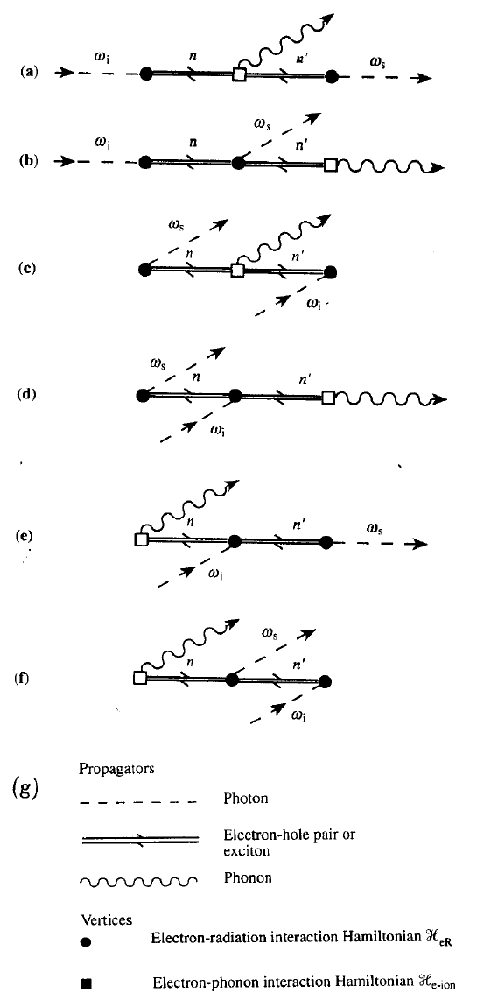 (a) ωi n n' ωs
(b) ωi n ωs n'
(c) ωs n n' ωi
(d) ωs n ωi n'
(e) n ωi n' ωs
(f) n ωs n' ωi
(g)
Propagators
Photon
Electron-hole pair or
exciton
Phonon
Vertices
Electron-radiation interaction Hamiltonian ℋeR
Electron-phonon interaction Hamiltonian ℋe-ion